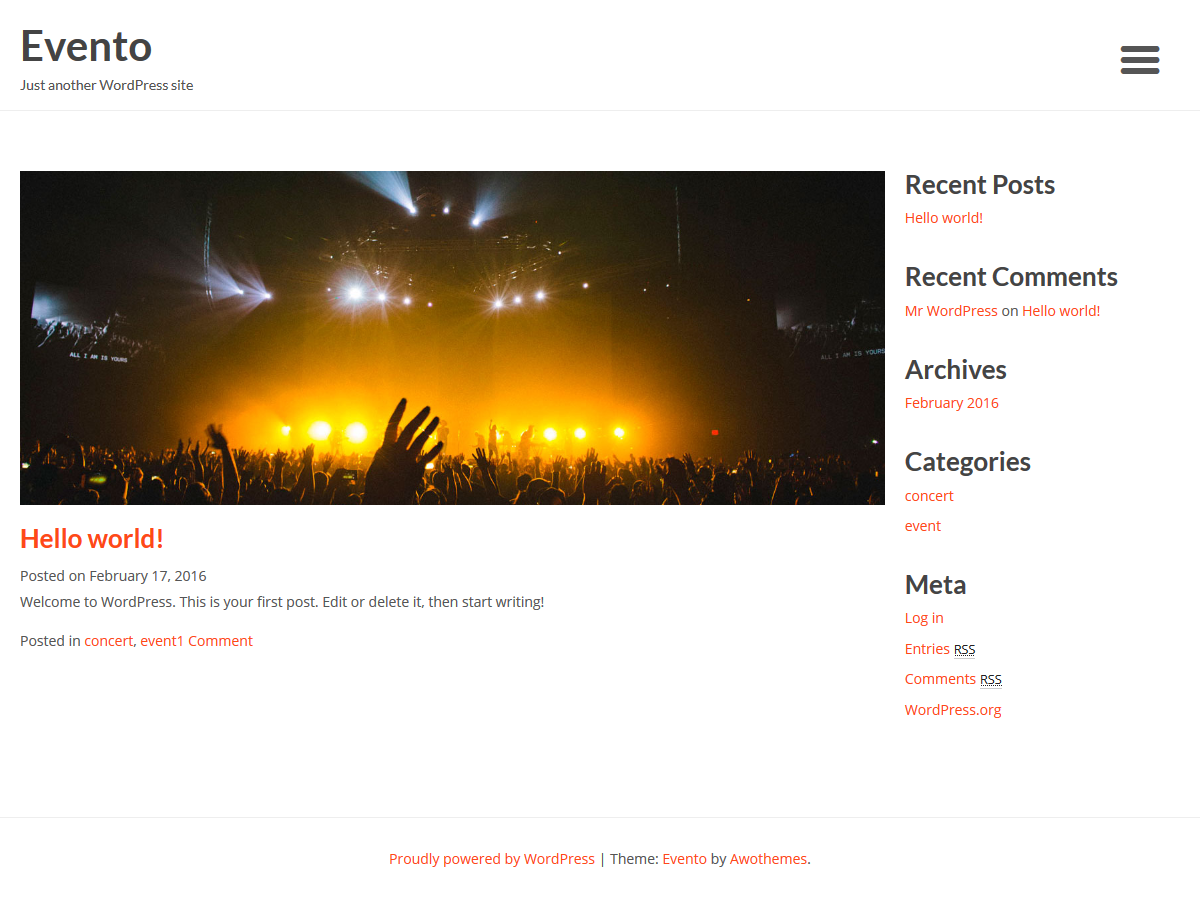 Evento
Just another WordPress site
ALL I AM IS YOURS
ALL I AM IS YOURS
Hello world!
Posted on February 17, 2016
Welcome to WordPress. This is your first post. Edit or delete it, then start writing!
Posted in concert, event1 Comment
Recent Posts
Hello world!
Recent Comments
Mr WordPress on Hello world!
Archives
February 2016
Categories
concert
event
Meta
Log in
Entries RSS
Comments RSS
WordPress.org
Proudly powered by WordPress | Theme: Evento by Awothemes.